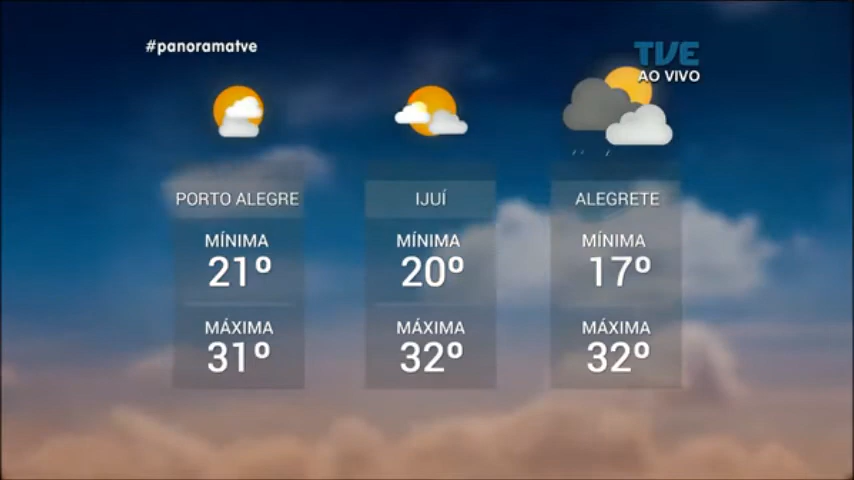 #panoramatve
TVE
AO VIVO
PORTO ALEGRE
MÍNIMA
21º
MÁXIMA
31º
IJUÍ
MÍNIMA
20º
MÁXIMA
32º
ALEGRETE
MÍNIMA
17º
MÁXIMA
32º